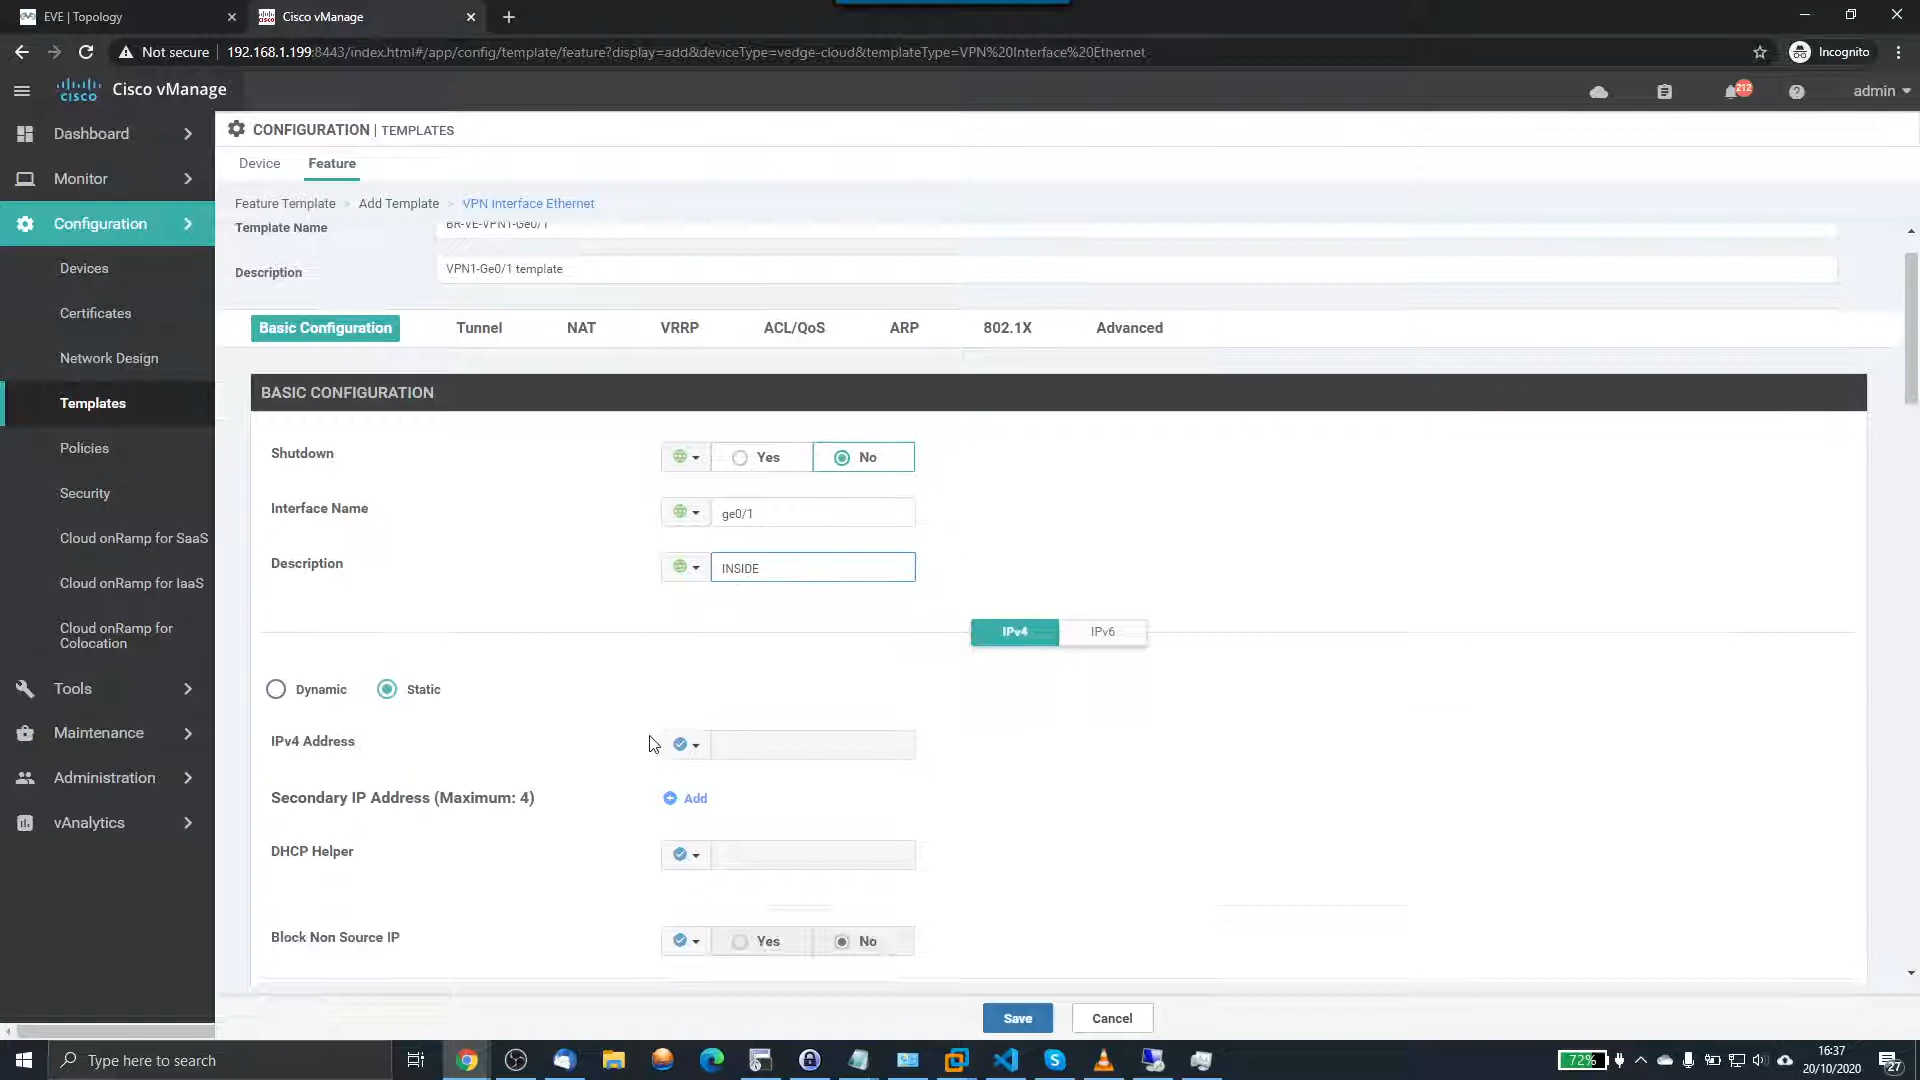 EVE | Topology
Cisco vManage
Not secure
192.168.1.199:8443/index.html#/app/config/template/feature?display=add&deviceType=vedge-cloud&templateType=VPN%20Interface%20Ethernet
Incognito
cisco
Cisco vManage
212
admin
Dashboard
Monitor
Configuration
Devices
Certificates
Network Design
Templates
Policies
Security
Cloud onRamp for SaaS
Cloud onRamp for IaaS
Cloud onRamp for
Colocation
Tools
Maintenance
Administration
vAnalytics
CONFIGURATION | TEMPLATES
Device
Feature
Feature Template > Add Template > VPN Interface Ethernet
Template Name
BR-VE-VPN1-Ge0/1
Description
VPN1-Ge0/1 template
Basic Configuration
Tunnel
NAT
VRRP
ACL/QoS
ARP
802.1X
Advanced
BASIC CONFIGURATION
Shutdown
Yes
No
Interface Name
ge0/1
Description
INSIDE
IPv4
IPv6
Dynamic
Static
IPv4 Address
Secondary IP Address (Maximum: 4)
Add
DHCP Helper
Block Non Source IP
Yes
No
Save
Cancel
Type here to search
72%
16:37
20/10/2020
27